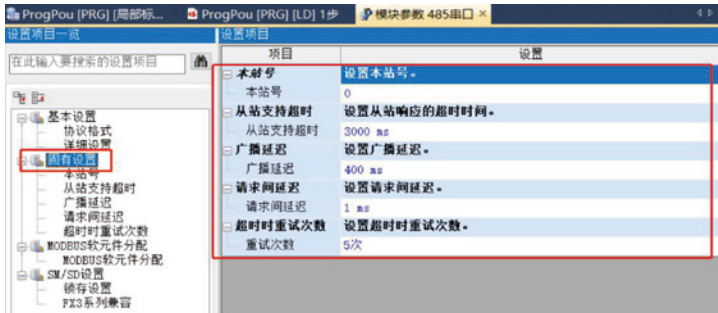 ProgPou [PRG] [局部标...
ProgPou [PRG] [LD] 1步
模块参数 485串口 ×
设置项目一览
设置项目
在此输入要搜索的设置项目
项目
设置
基本设置
协议格式
详细设置
固有设置
本站号
从站支持超时
广播延迟
请求间延迟
超时时重试次数
MODBUS软元件分配
MODBUS软元件分配
SM/SD设置
锁存设置
FX3系列兼容
本站号 设置本站号。
本站号 0
从站支持超时 设置从站响应的超时时间。
从站支持超时 3000 ms
广播延迟 设置广播延迟。
广播延迟 400 ms
请求间延迟 设置请求间延迟。
请求间延迟 1 ms
超时时重试次数 设置超时时重试次数。
重试次数 5次